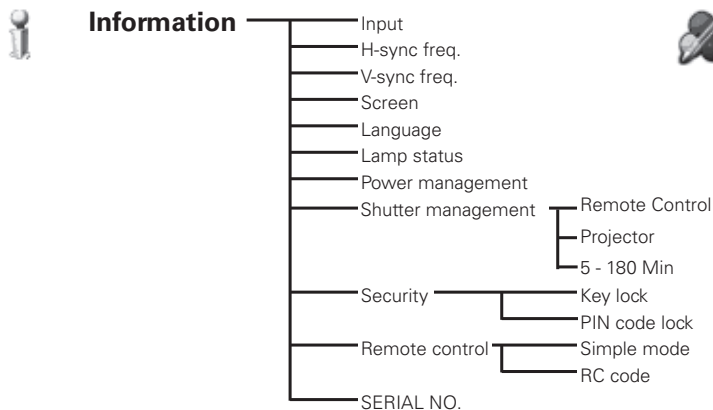 Information
Input
H-sync freq.
V-sync freq.
Screen
Language
Lamp status
Power management
Shutter management
Remote Control
Projector
5 - 180 Min
Security
Key lock
PIN code lock
Remote control
Simple mode
RC code
SERIAL NO.